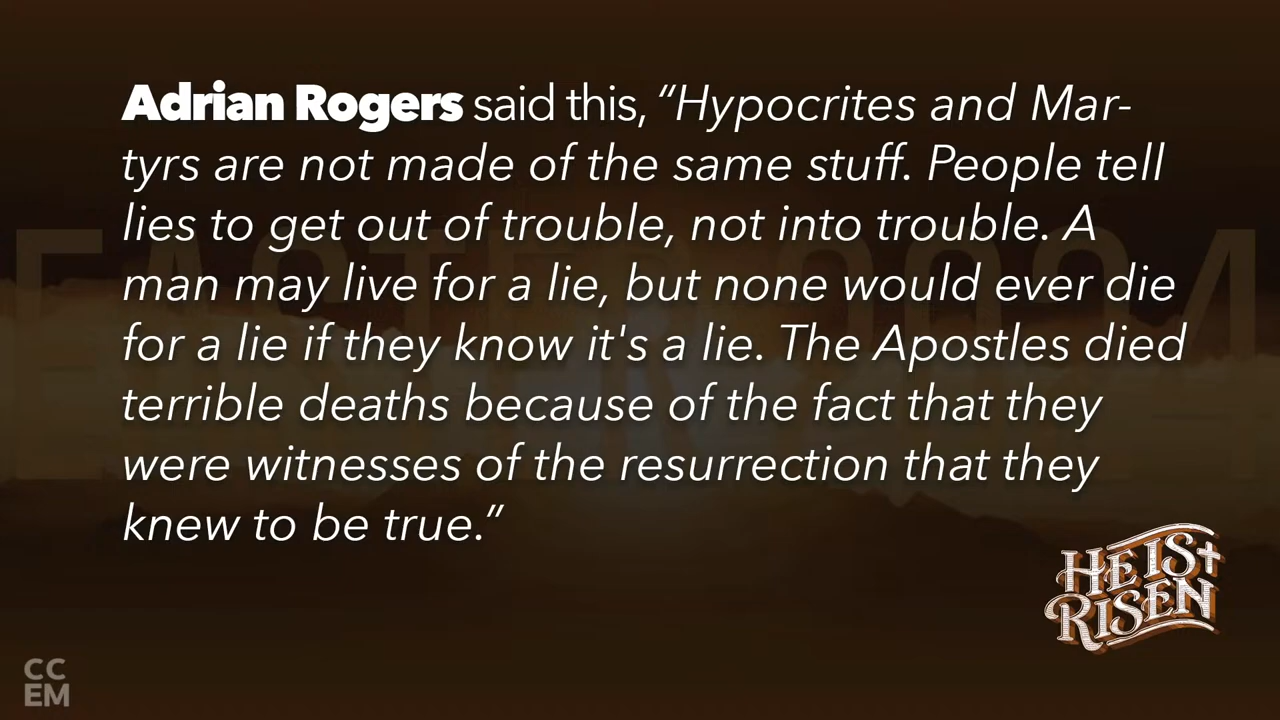 Adrian Rogers said this, “Hypocrites and Mar-
tyrs are not made of the same stuff. People tell
lies to get out of trouble, not into trouble. A
man may live for a lie, but none would ever die
for a lie if they know it's a lie. The Apostles died
terrible deaths because of the fact that they
were witnesses of the resurrection that they
knew to be true.”
EASTER 2024
HE IS
RISEN
CC
EM